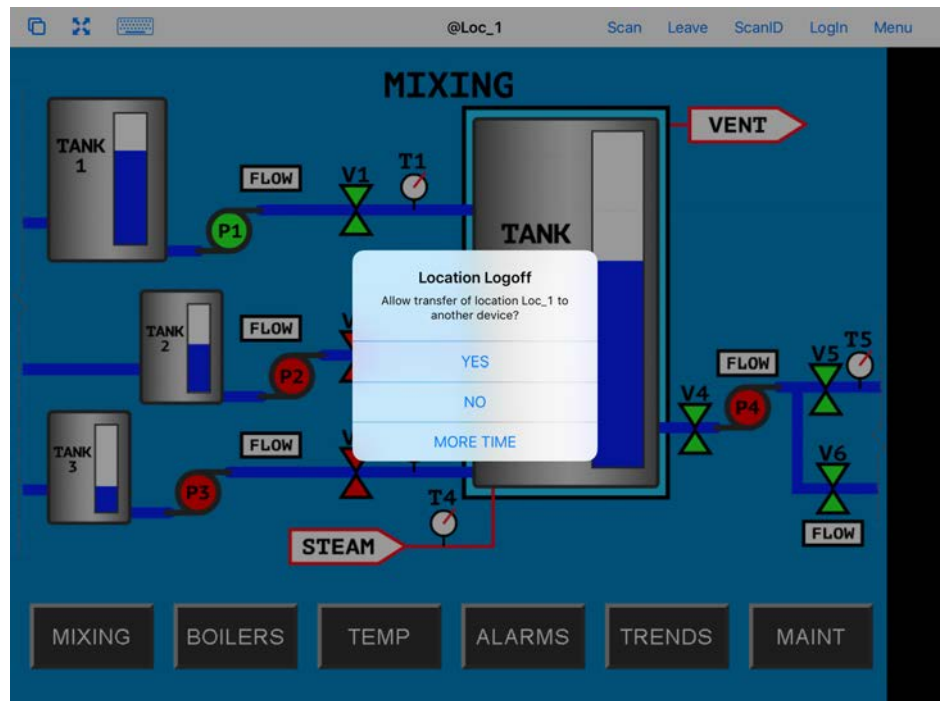 @Loc_1 Scan Leave ScanID LogIn Menu
MIXING
VENT
TANK
1
FLOW
V1
T1
P1
TANK
Location Logoff
Allow transfer of location Loc_1 to
another device?
YES
NO
MORE TIME
TANK
2
FLOW
P2
TANK
3
FLOW
P3
V4
FLOW
P4
V5
T5
V6
FLOW
T4
STEAM
MIXING BOILERS TEMP ALARMS TRENDS MAINT